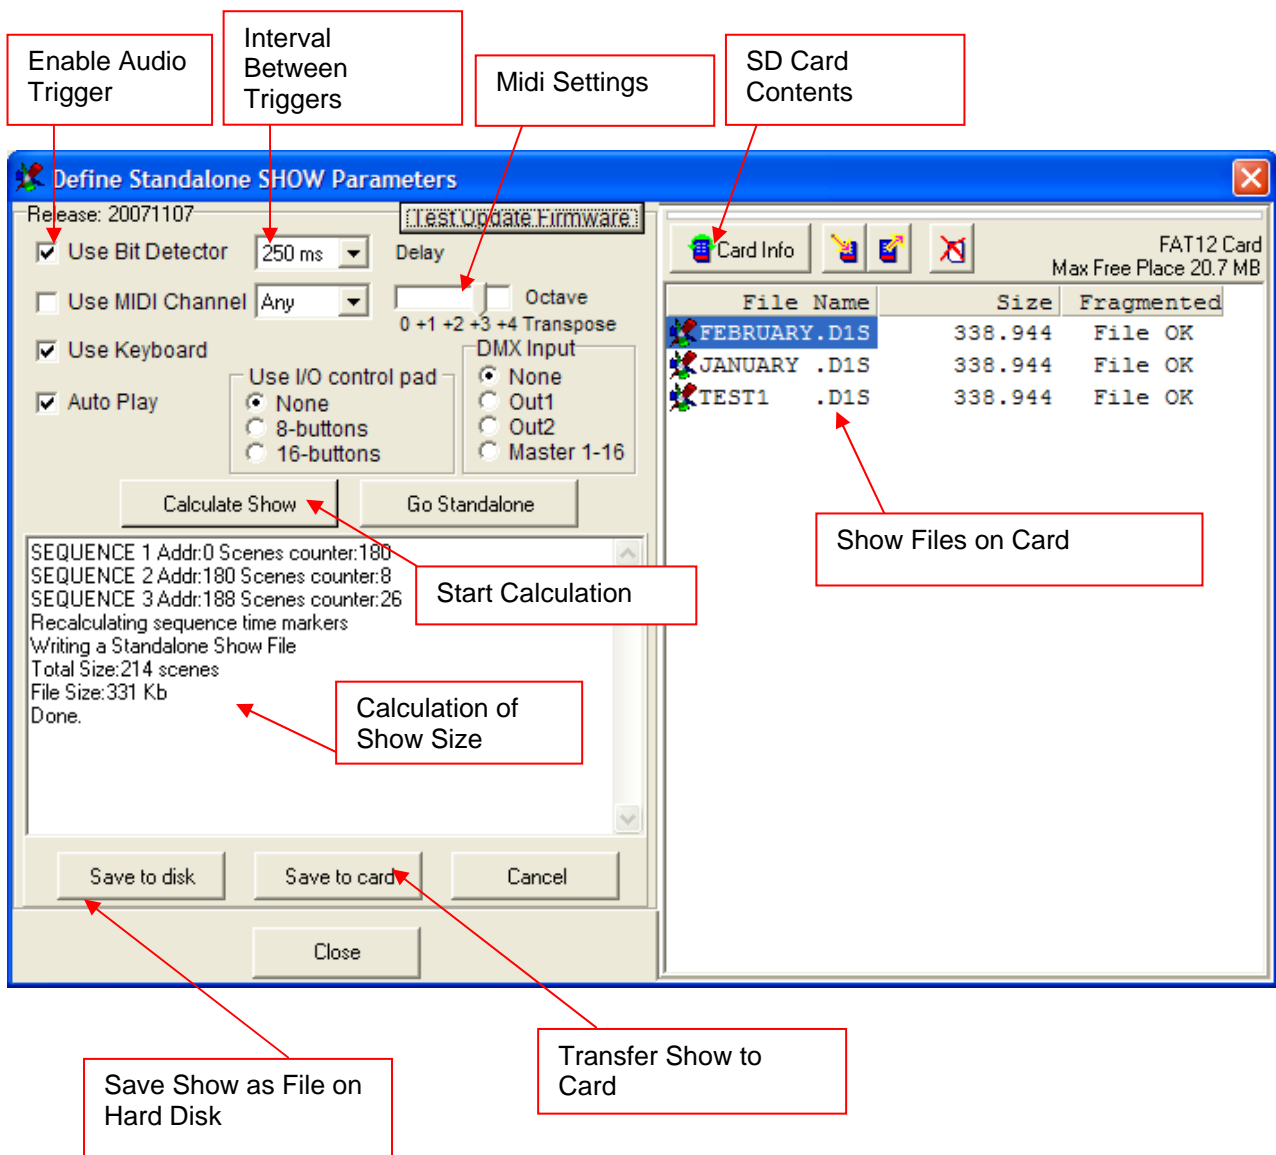 Enable Audio
Trigger
Interval
Between
Triggers
Midi Settings
SD Card
Contents
Define Standalone SHOW Parameters
Release: 20071107
Test Update Firmware
Use Bit Detector
250 ms
Delay
Use MIDI Channel
Any
Octave
0 +1 +2 +3 +4 Transpose
Use Keyboard
Auto Play
Use I/O control pad
None
8-buttons
16-buttons
DMX Input
None
Out1
Out2
Master 1-16
Calculate Show
Go Standalone
SEQUENCE 1 Addr:0 Scenes counter:180
SEQUENCE 2 Addr:180 Scenes counter:8
SEQUENCE 3 Addr:188 Scenes counter:26
Recalculating sequence time markers
Writing a Standalone Show File
Total Size:214 scenes
File Size:331 Kb
Done.
Start Calculation
Calculation of
Show Size
Save to disk
Save to card
Cancel
Close
Card Info
FAT12 Card
Max Free Place 20.7 MB
File Name Size Fragmented
FEBRUARY.D1S 338.944 File OK
JANUARY .D1S 338.944 File OK
TEST1 .D1S 338.944 File OK
Show Files on Card
Transfer Show to
Card
Save Show as File on
Hard Disk